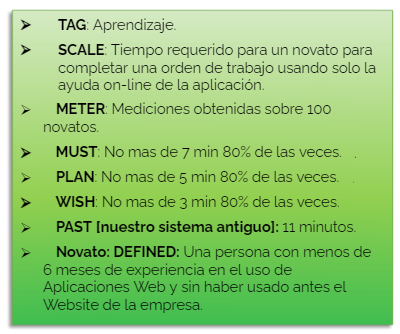 ➢ TAG: Aprendizaje.
➢ SCALE: Tiempo requerido para un novato para
completar una orden de trabajo usando solo la
ayuda on-line de la aplicación.
➢ METER: Mediciones obtenidas sobre 100
novatos.
➢ MUST: No mas de 7 min 80% de las veces. .
➢ PLAN: No mas de 5 min 80% de las veces. .
➢ WISH: No mas de 3 min 80% de las veces.
➢ PAST [nuestro sistema antiguo]: 11 minutos.
➢ Novato: DEFINED: Una persona con menos de
6 meses de experiencia en el uso de
Aplicaciones Web y sin haber usado antes el
Website de la empresa.